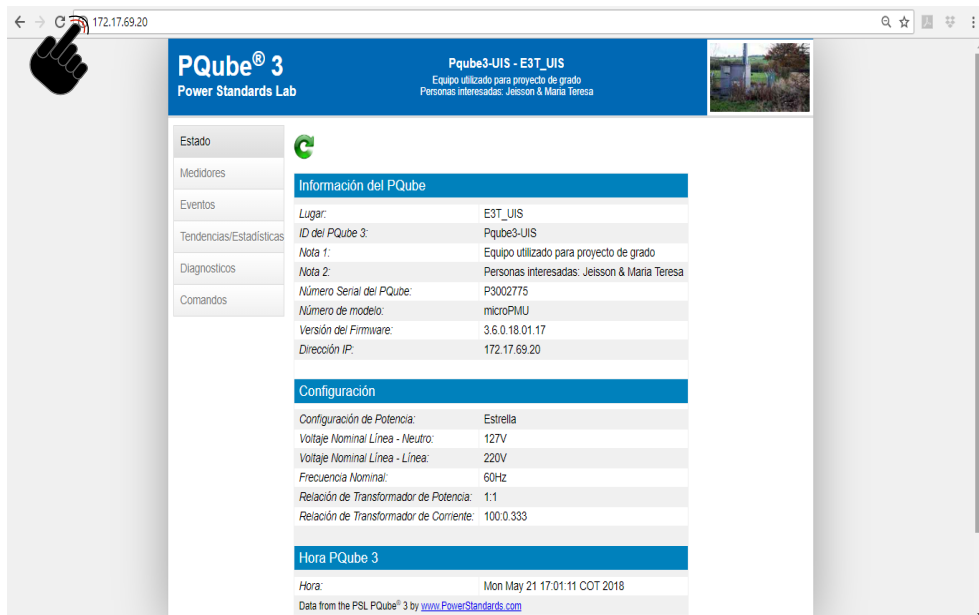 172.17.69.20
PQube® 3
Power Standards Lab
Pqube3-UIS - E3T_UIS
Equipo utilizado para proyecto de grado
Personas interesadas: Jeisson & Maria Teresa
Estado
Medidores
Eventos
Tendencias/Estadísticas
Diagnosticos
Comandos
Información del PQube
Lugar: E3T_UIS
ID del PQube 3: Pqube3-UIS
Nota 1: Equipo utilizado para proyecto de grado
Nota 2: Personas interesadas: Jeisson & Maria Teresa
Número Serial del PQube: P3002775
Número de modelo: microPMU
Versión del Firmware: 3.6.0.18.01.17
Dirección IP: 172.17.69.20
Configuración
Configuración de Potencia: Estrella
Voltaje Nominal Línea - Neutro: 127V
Voltaje Nominal Línea - Línea: 220V
Frecuencia Nominal: 60Hz
Relación de Transformador de Potencia: 1:1
Relación de Transformador de Corriente: 100:0.333
Hora PQube 3
Hora: Mon May 21 17:01:11 COT 2018
Data from the PSL PQube® 3 by www.PowerStandards.com